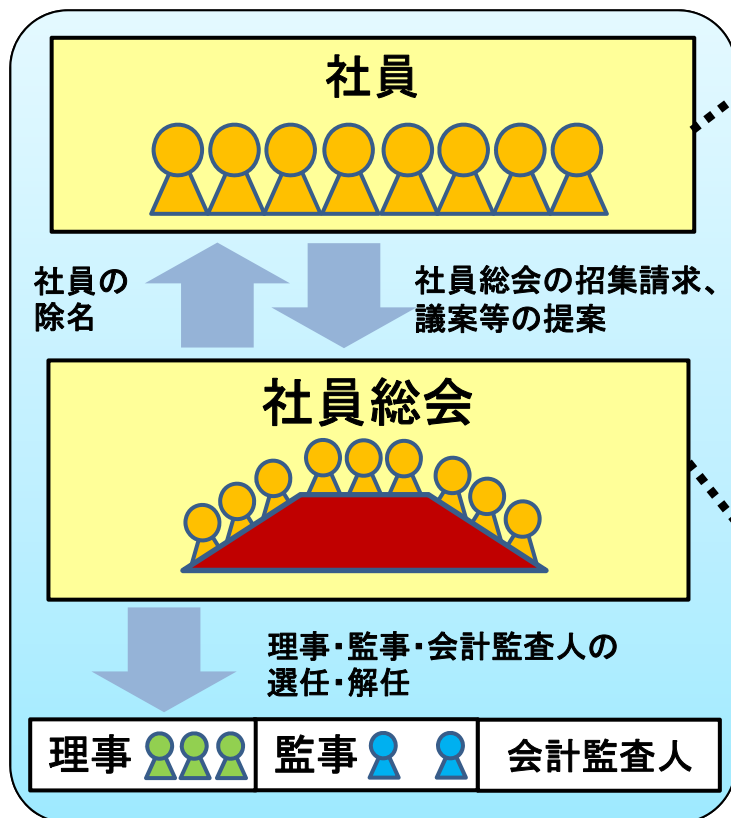 社員
社員の
除名
社員総会の招集請求、
議案等の提案
社員総会
理事・監事・会計監査人の
選任・解任
理事
監事
会計監査人